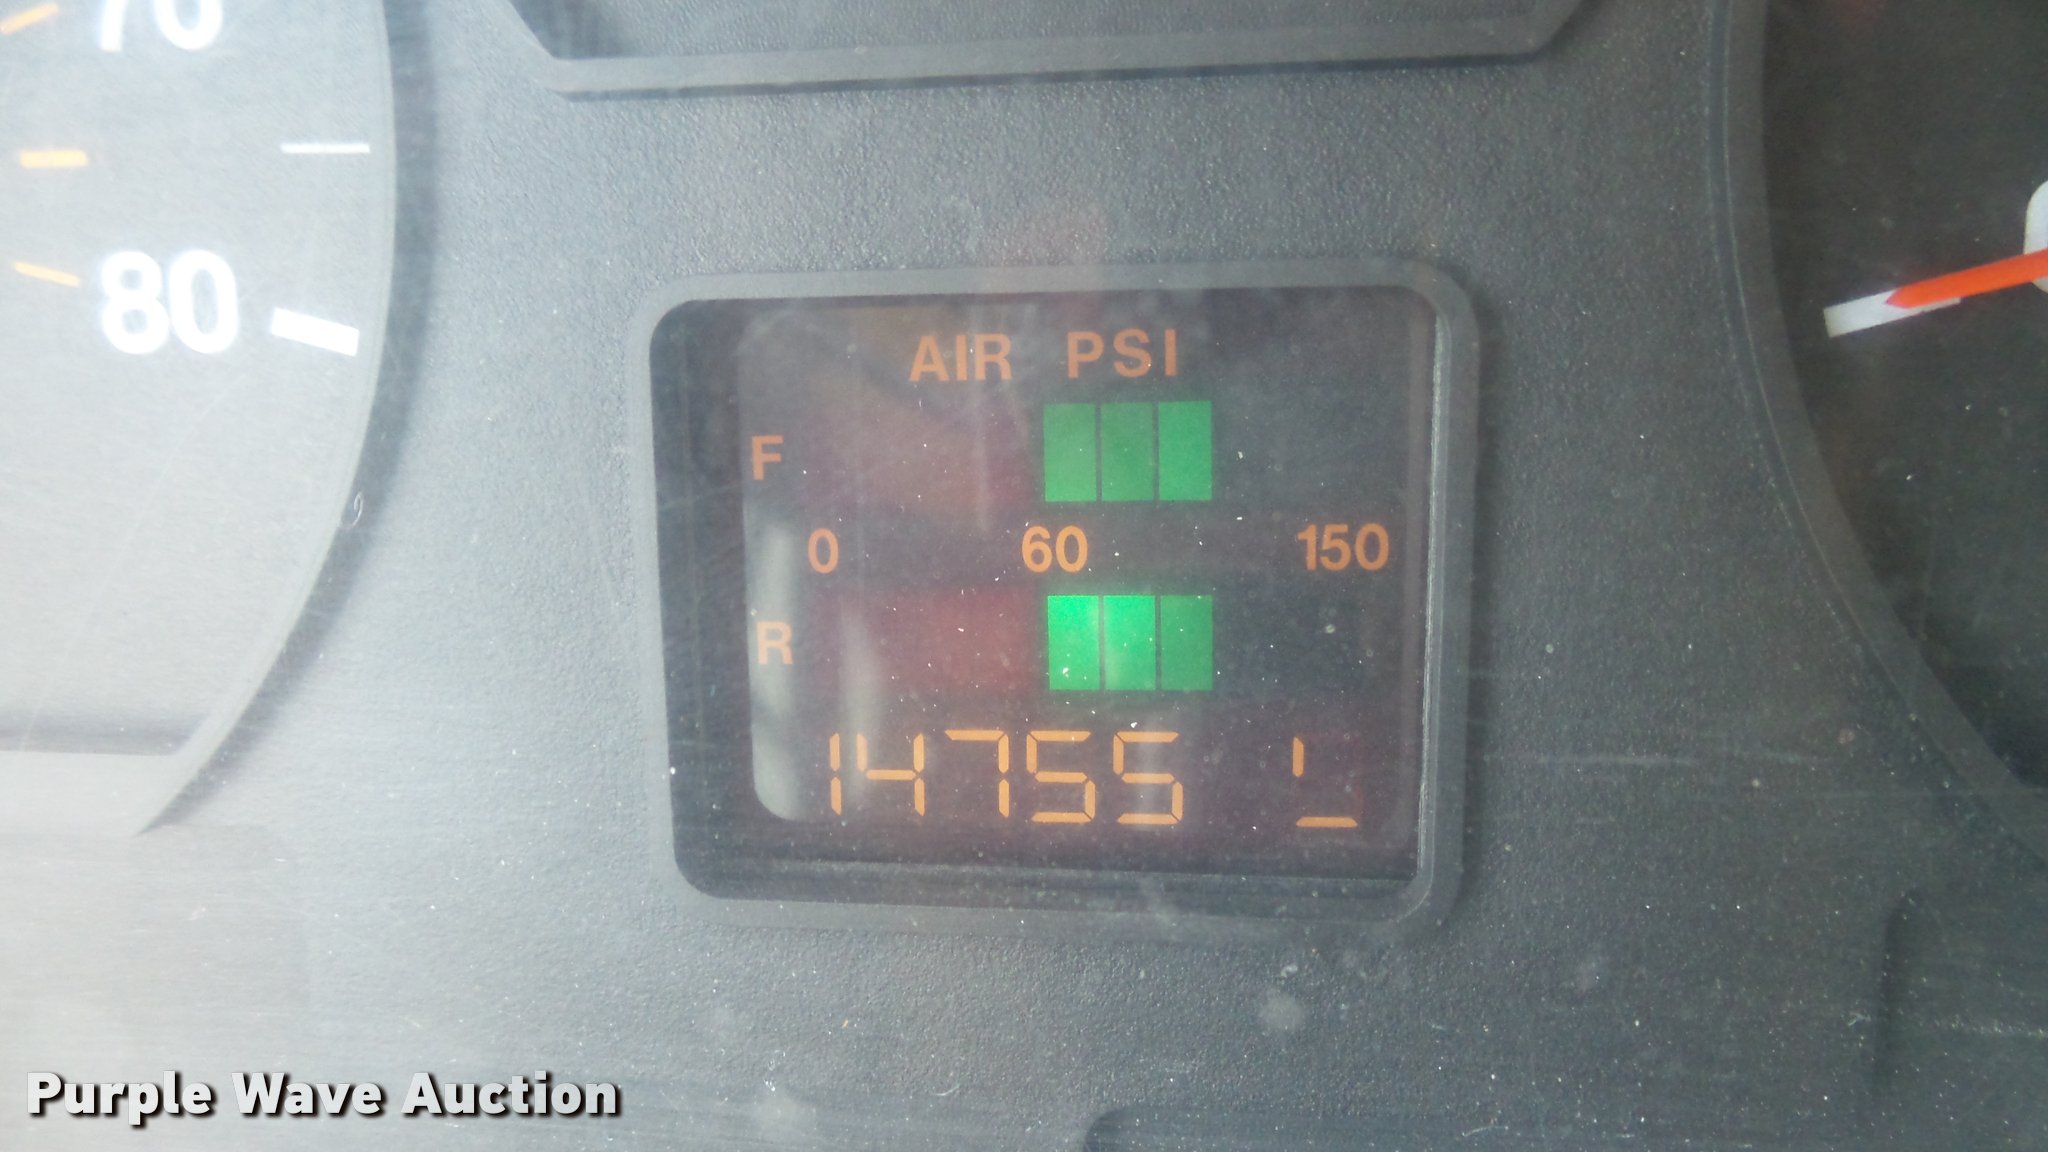 70
80
AIR PSI
F
0 60 150
R
14755
Purple Wave Auction